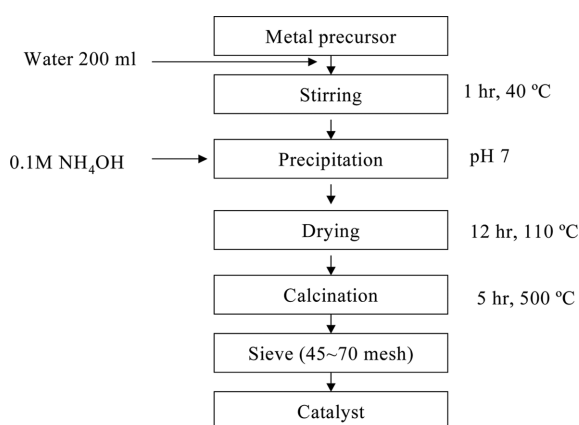 Metal precursor
Water 200 ml
Stirring
1 hr, 40 ºC
0.1M NH₄OH
Precipitation
pH 7
Drying
12 hr, 110 ºC
Calcination
5 hr, 500 ºC
Sieve (45~70 mesh)
Catalyst